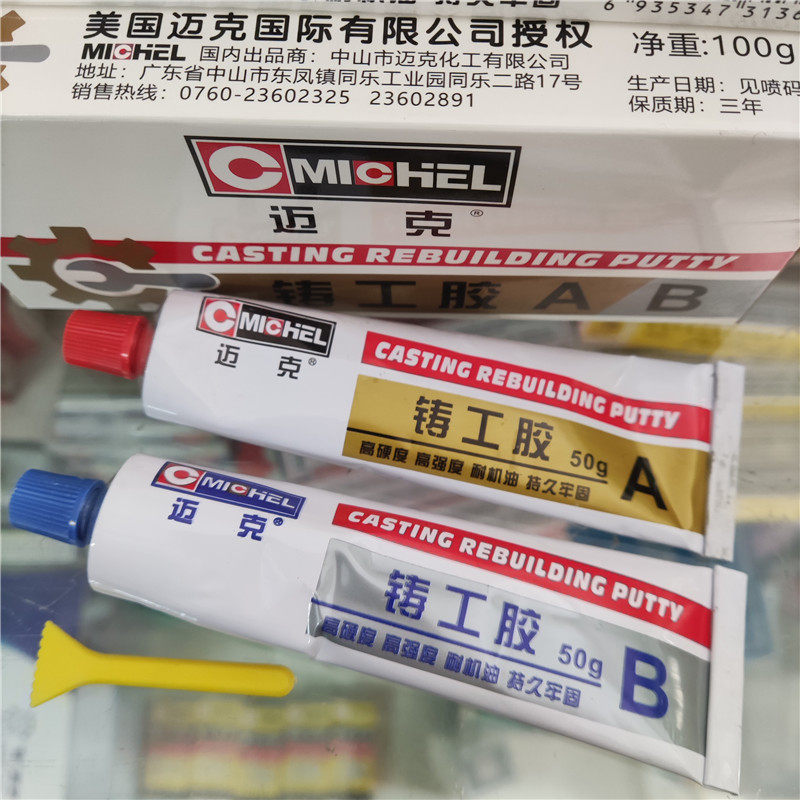 6 935347 3136
美国迈克国际有限公司授权
MICHEL 国内出品商：中山市迈克化工有限公司
地址：广东省中山市东凤镇同乐工业园同乐二路17号
销售热线：0760-23602325 23602891
净重:100g
生产日期：见喷码
保质期：三年
C MICHEL
迈克®
CASTING REBUILDING PUTTY
铸工胶AB
C MICHEL
迈克®
CASTING REBUILDING PUTTY
铸工胶 50g A
高硬度 高强度 耐机油 持久牢固
C MICHEL
迈克®
CASTING REBUILDING PUTTY
铸工胶 50g B
高硬度 高强度 耐机油 持久牢固